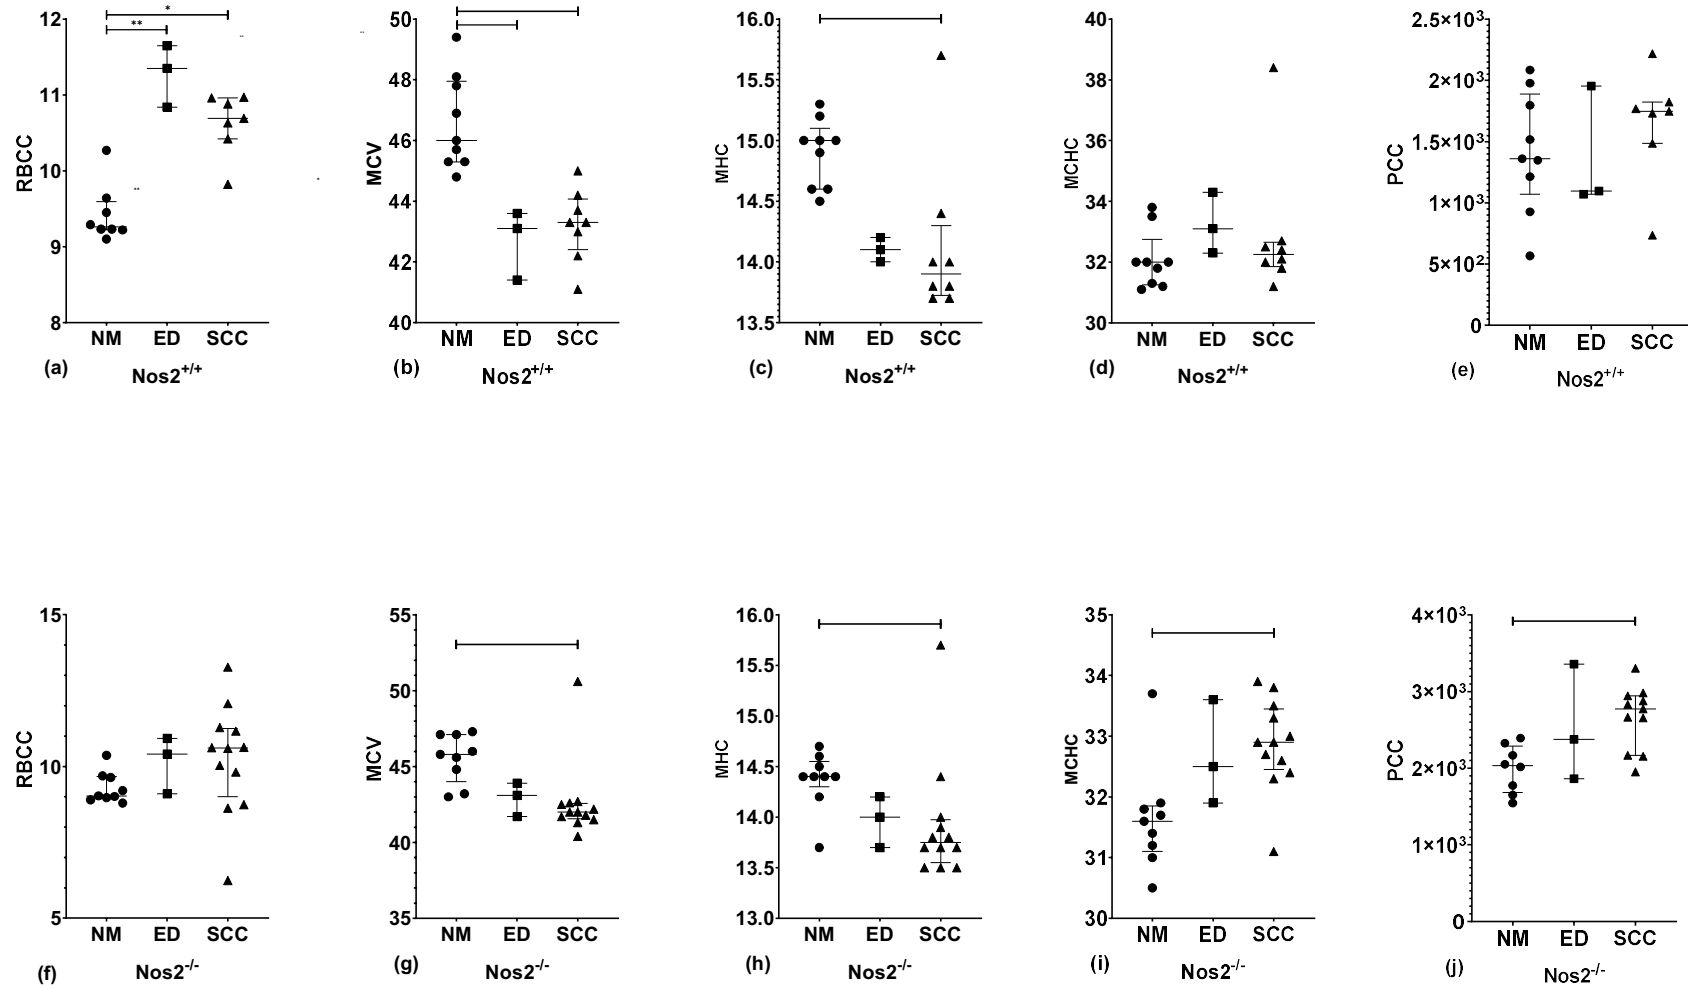 *
**
12
11
10
9
8
RBCC
NM ED SCC
(a)
Nos2+/+
50
48
46
44
42
40
MCV
NM ED SCC
(b)
Nos2+/+
16.0
15.5
15.0
14.5
14.0
13.5
MHC
NM ED SCC
(c)
Nos2+/+
40
38
36
34
32
30
MCHC
NM ED SCC
(d)
Nos2+/+
2.5×10³
2×10³
1.5×10³
1×10³
5×10²
0
PCC
NM ED SCC
(e)
Nos2+/+
15
10
5
RBCC
NM ED SCC
(f)
Nos2-/-
55
50
45
40
35
MCV
NM ED SCC
(g)
Nos2-/-
16.0
15.5
15.0
14.5
14.0
13.5
13.0
MHC
NM ED SCC
(h)
Nos2-/-
35
34
33
32
31
30
MCHC
NM ED SCC
(i)
Nos2-/-
4×10³
3×10³
2×10³
1×10³
0
PCC
NM ED SCC
(j)
Nos2-/-